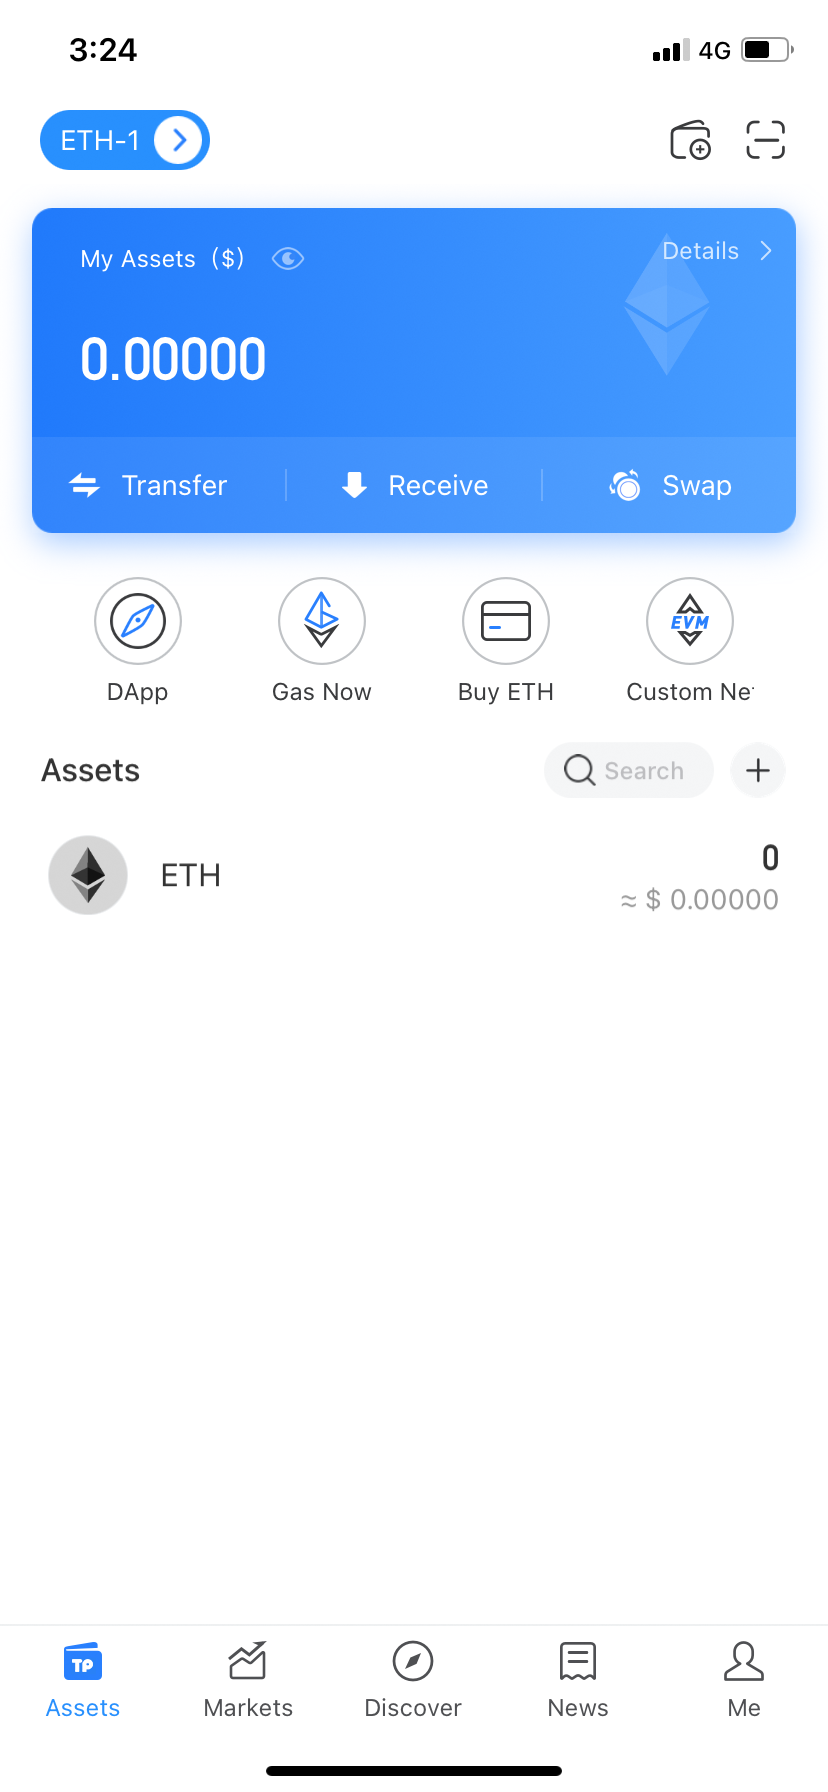 3:24
4G
ETH-1
My Assets ($)
Details
0.00000
Transfer
Receive
Swap
EVM
DApp
Gas Now
Buy ETH
Custom Ne
Assets
Search
ETH
0
≈ $ 0.00000
TP
Assets
Markets
Discover
News
Me